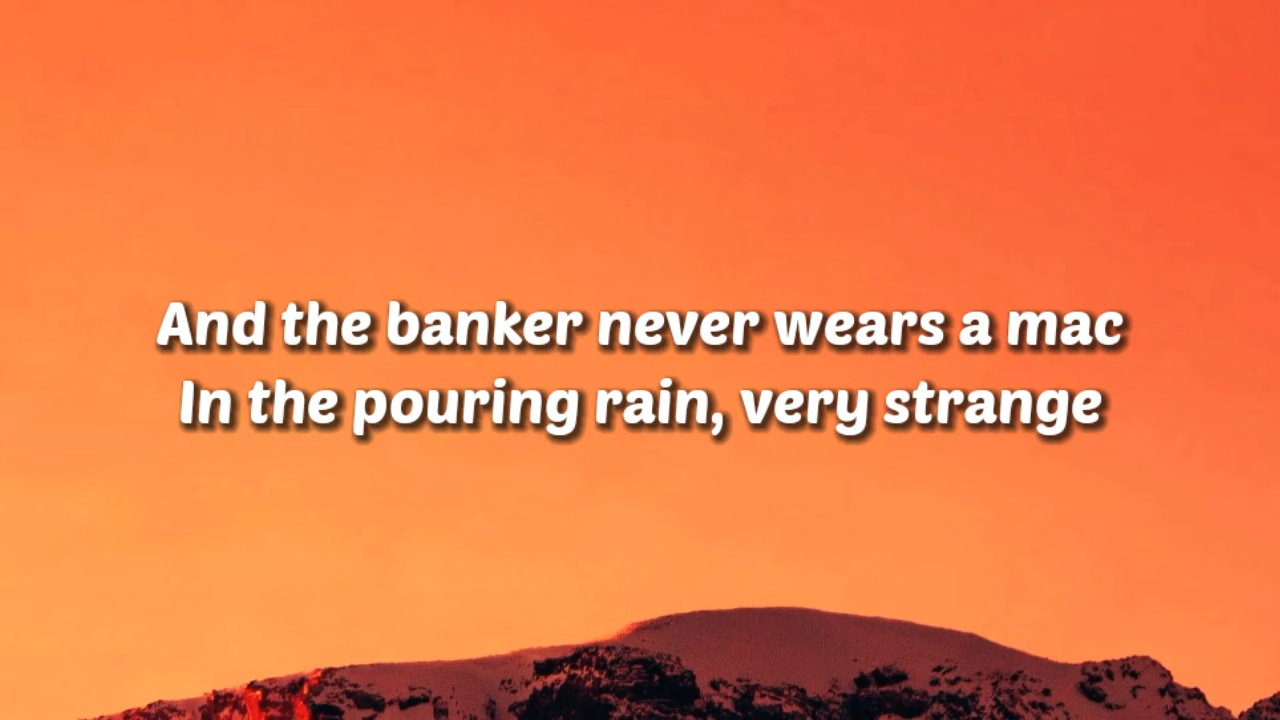 And the banker never wears a mac
In the pouring rain, very strange